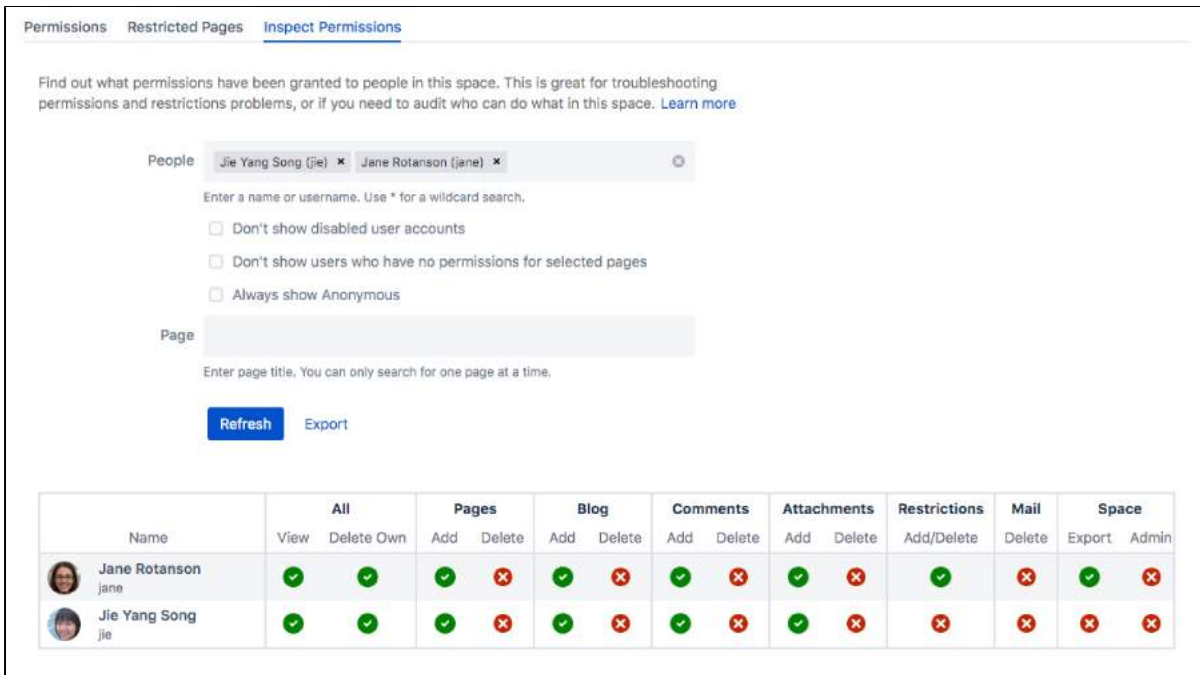 Permissions Restricted Pages Inspect Permissions
Find out what permissions have been granted to people in this space. This is great for troubleshooting
permissions and restrictions problems, or if you need to audit who can do what in this space. Learn more
People Jie Yang Song (jie) × Jane Rotanson (jane) ×
Enter a name or username. Use * for a wildcard search.
Don't show disabled user accounts
Don't show users who have no permissions for selected pages
Always show Anonymous
Page
Enter page title. You can only search for one page at a time.
Refresh Export
All Pages Blog Comments Attachments Restrictions Mail Space
Name View Delete Own Add Delete Add Delete Add Delete Add Delete Add/Delete Delete Export Admin
Jane Rotanson
jane
Jie Yang Song
jie